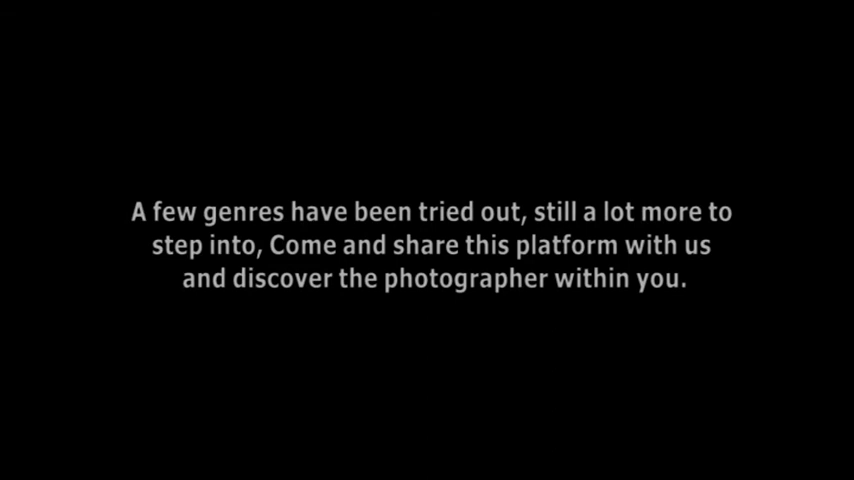 A few genres have been tried out, still a lot more to
step into, Come and share this platform with us
and discover the photographer within you.